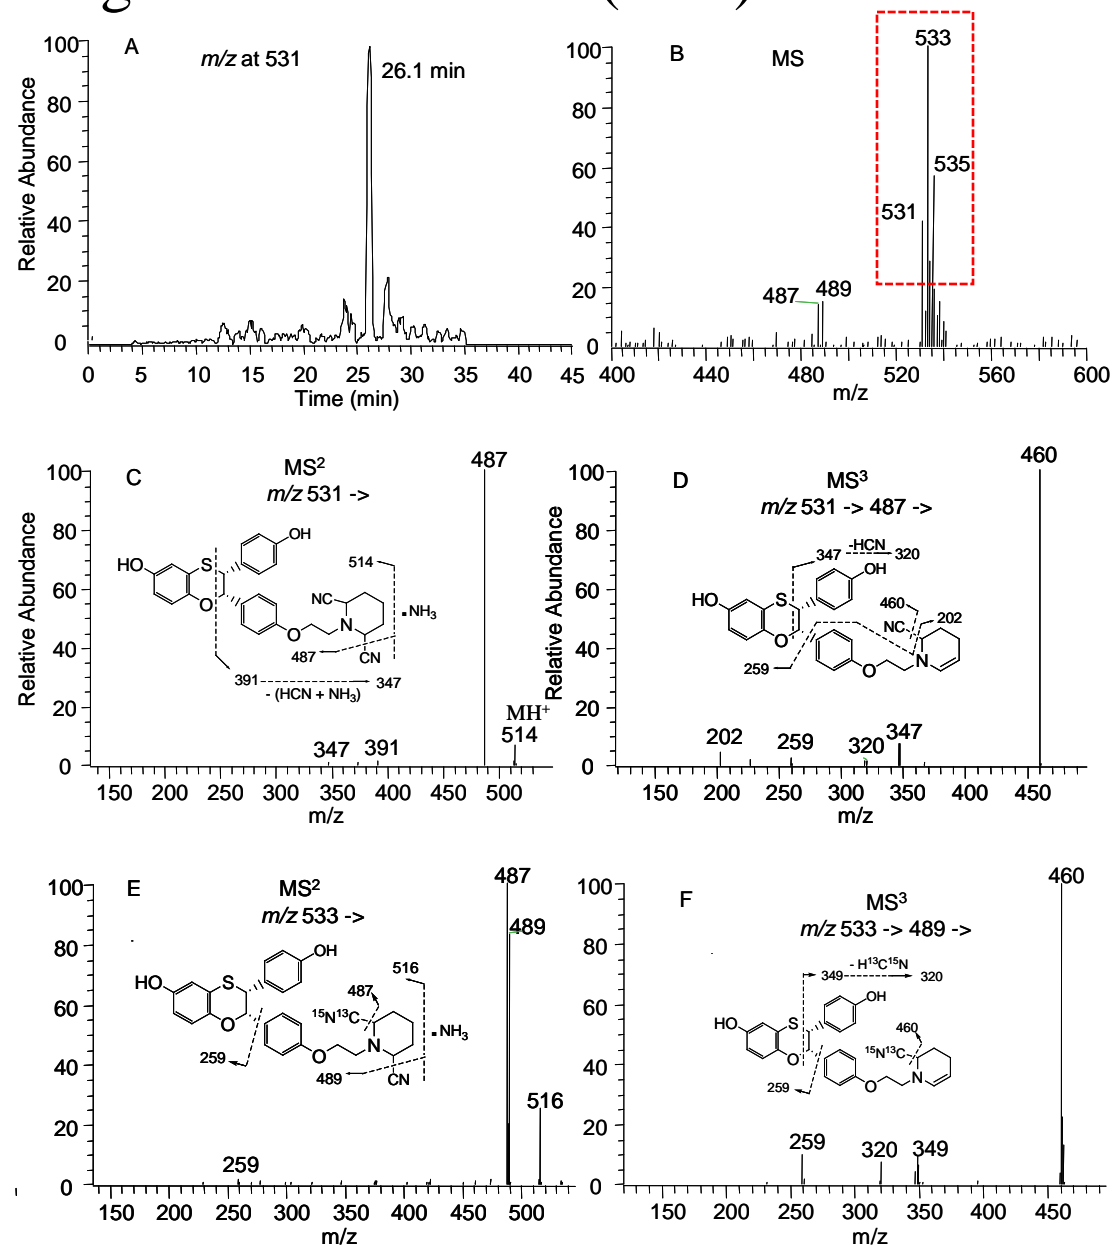 A
m/z at 531
26.1 min
Relative Abundance
100
80
60
40
20
0
0 5 10 15 20 25 30 35 40 45
Time (min)
B
MS
533
535
531
487
489
100
80
60
40
20
0
400 440 480 520 560 600
m/z
C
MS²
m/z 531 ->
487
Relative Abundance
100
80
60
40
20
0
HO
S
O
OH
O
N
NC
CN
514
·NH₃
487
391
347
- (HCN + NH₃)
MH⁺
514
347
391
150 200 250 300 350 400 450 500
m/z
D
MS³
m/z 531 -> 487 ->
460
Relative Abundance
100
80
60
40
20
0
347
-HCN
320
HO
S
O
OH
O
N
NC
460
202
259
202
259
320
347
150 200 250 300 350 400 450
m/z
E
MS²
m/z 533 ->
487
489
516
100
80
60
40
20
0
HO
S
O
OH
O
N
¹⁵N¹³C
CN
487
516
·NH₃
259
489
259
150 200 250 300 350 400 450 500
m/z
F
MS³
m/z 533 -> 489 ->
460
100
80
60
40
20
0
- H¹³C¹⁵N
349
320
HO
S
O
OH
O
N
¹⁵N¹³C
460
259
259
320
349
150 200 250 300 350 400 450
m/z